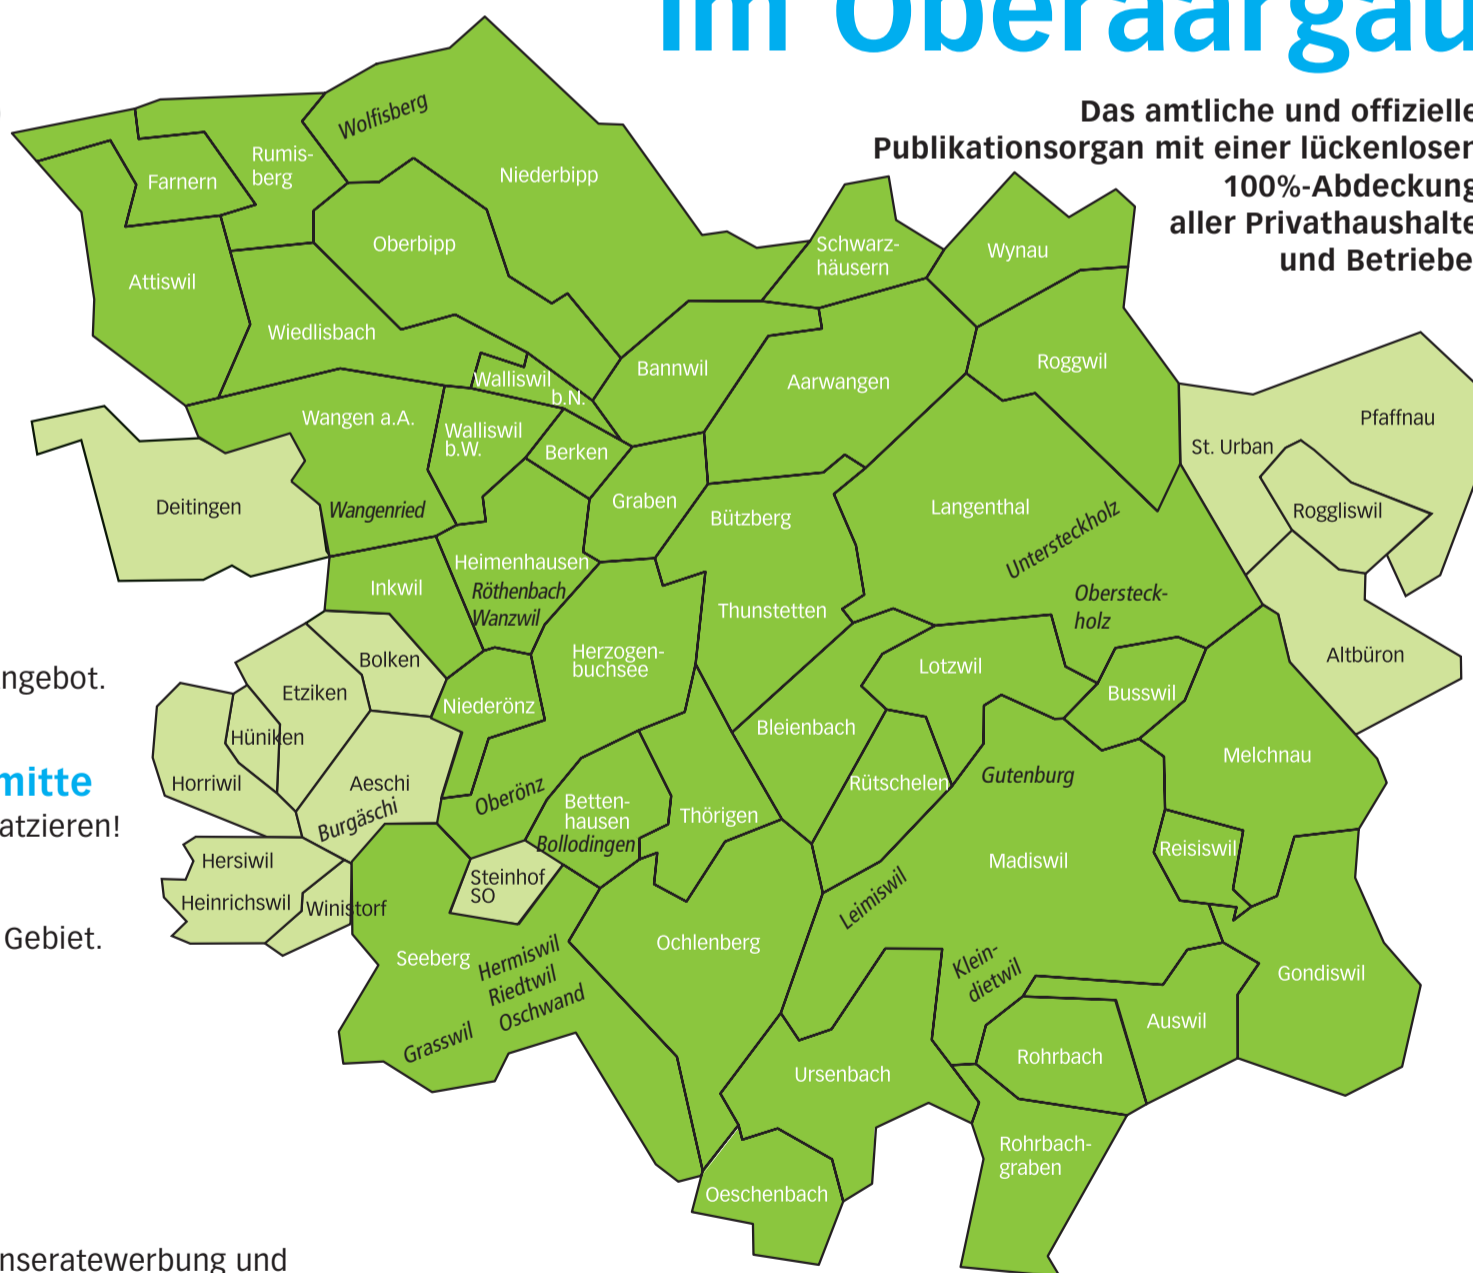 im Oberaargau
Das amtliche und offizielle
Publikationsorgan mit einer lückenlosen
100%-Abdeckung
aller Privathaushalte
und Betriebe
Wolfisberg
Rumis-
berg
Farnern
Niederbipp
Oberbipp
Schwarz-
häusern
Wynau
Attiswil
Wiedlisbach
Walliswil
b.N.
Bannwil
Aarwangen
Roggwil
Wangen a.A.
Walliswil
b.W.
Berken
Pfaffnau
St. Urban
Deitingen
Wangenried
Graben
Bützberg
Langenthal
Untersteckholz
Roggliswil
Heimenhausen
Röthenbach
Wanzwil
Inkwil
Thunstetten
Obersteck-
holz
Bolken
Herzogen-
buchsee
Lotzwil
Altbüron
Etziken
Niederönz
Busswil
Bleienbach
Hüniken
Melchnau
Horriwil
Aeschi
Burgäschi
Oberönz
Betten-
hausen
Bollodingen
Thörigen
Rütschelen
Gutenburg
Madiswil
Reisiswil
Hersiwil
Heinrichswil
Winistorf
Steinhof
SO
Leimiswil
Seeberg
Hermiswil
Riedtwil
Oschwand
Grasswil
Ochlenberg
Klein-
dietwil
Gondiswil
Auswil
Rohrbach
Ursenbach
Rohrbach-
graben
Oeschenbach
ngebot.
mitte
atzieren!
Gebiet.
nseratewerbung und